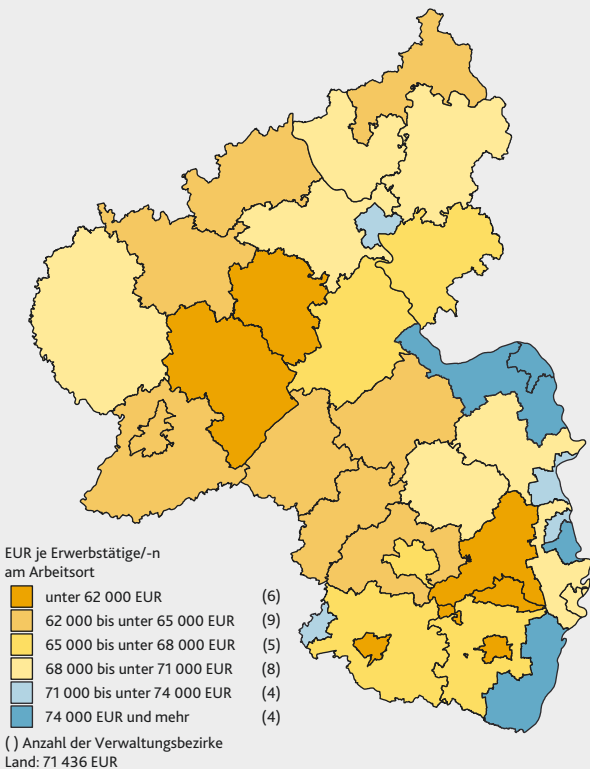 EUR je Erwerbstätige/-n
am Arbeitsort
unter 62 000 EUR (6)
62 000 bis unter 65 000 EUR (9)
65 000 bis unter 68 000 EUR (5)
68 000 bis unter 71 000 EUR (8)
71 000 bis unter 74 000 EUR (4)
74 000 EUR und mehr (4)
( ) Anzahl der Verwaltungsbezirke
Land: 71 436 EUR